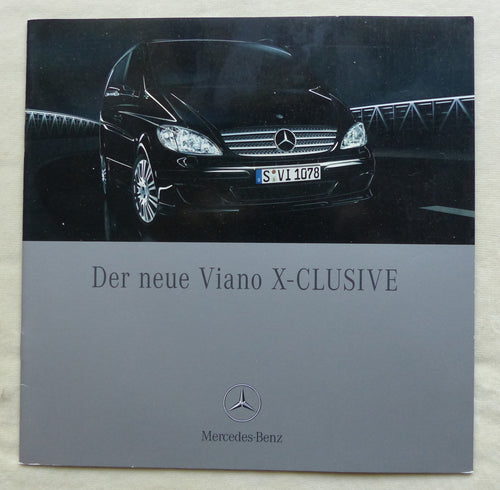 S VI 1078
Der neue Viano X-CLUSIVE
Mercedes-Benz